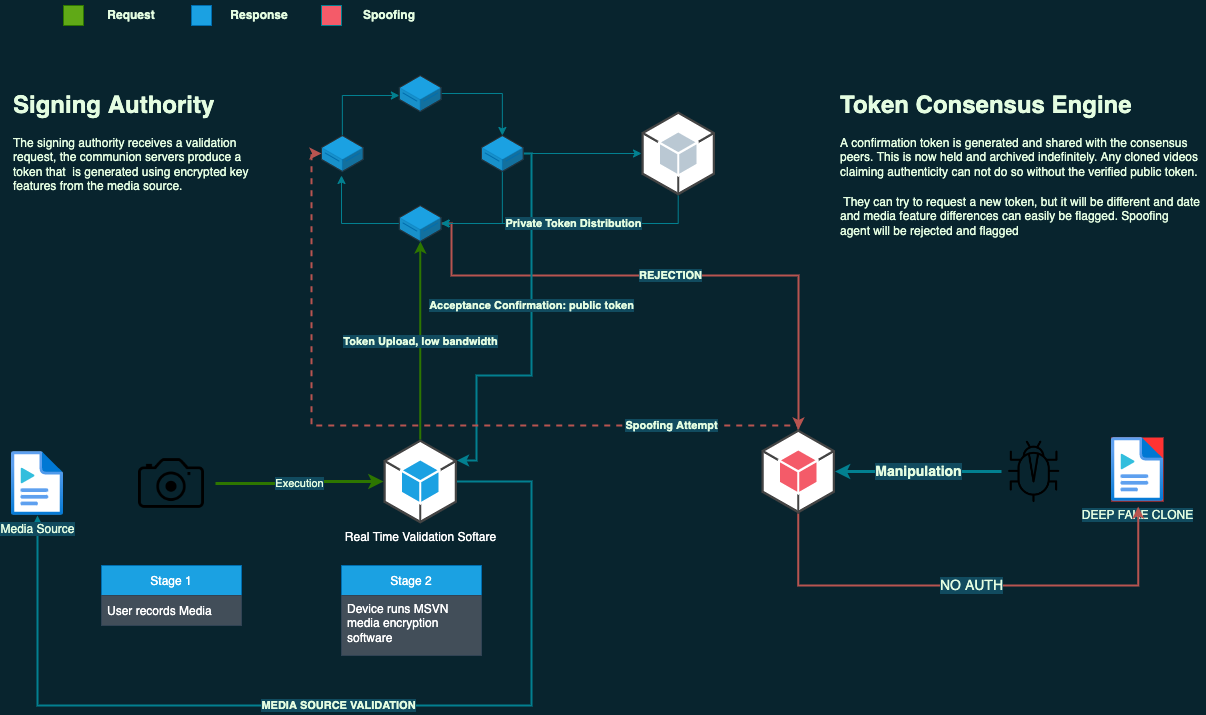 Request
Response
Spoofing
Signing Authority
The signing authority receives a validation
request, the communion servers produce a
token that  is generated using encrypted key
features from the media source.
Token Consensus Engine
A confirmation token is generated and shared with the consensus
peers. This is now held and archived indefinitely. Any cloned videos
claiming authenticity can not do so without the verified public token.
They can try to request a new token, but it will be different and date
and media feature differences can easily be flagged. Spoofing
agent will be rejected and flagged
Private Token Distribution
REJECTION
Acceptance Confirmation: public token
Token Upload, low bandwidth
Spoofing Attempt
Manipulation
Execution
Media Source
DEEP FAKE CLONE
Real Time Validation Softare
Stage 1
User records Media
Stage 2
Device runs MSVN
media encryption
software
NO AUTH
MEDIA SOURCE VALIDATION